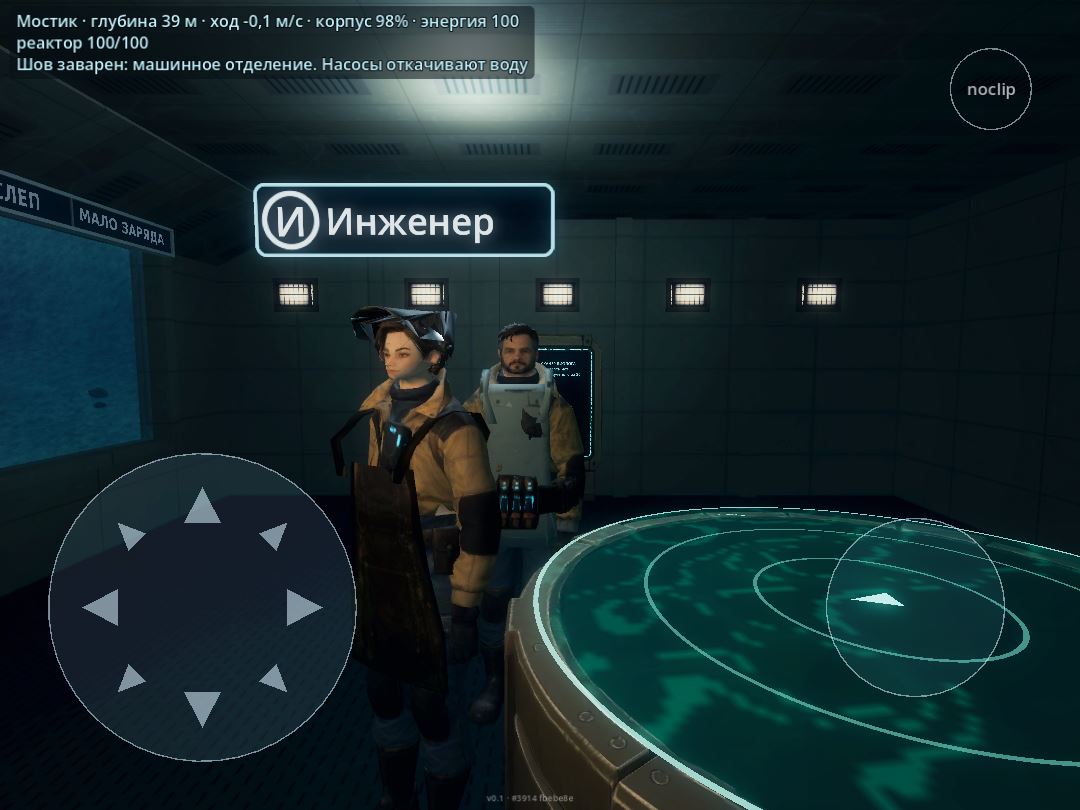 Мостик · глубина 39 м · ход -0,1 м/с · корпус 98% · энергия 100
реактор 100/100
Шов заварен: машинное отделение. Насосы откачивают воду
noclip
СЛЕП
МАЛО ЗАРЯДА
И Инженер
v0.1 · #3914 fbebe8e